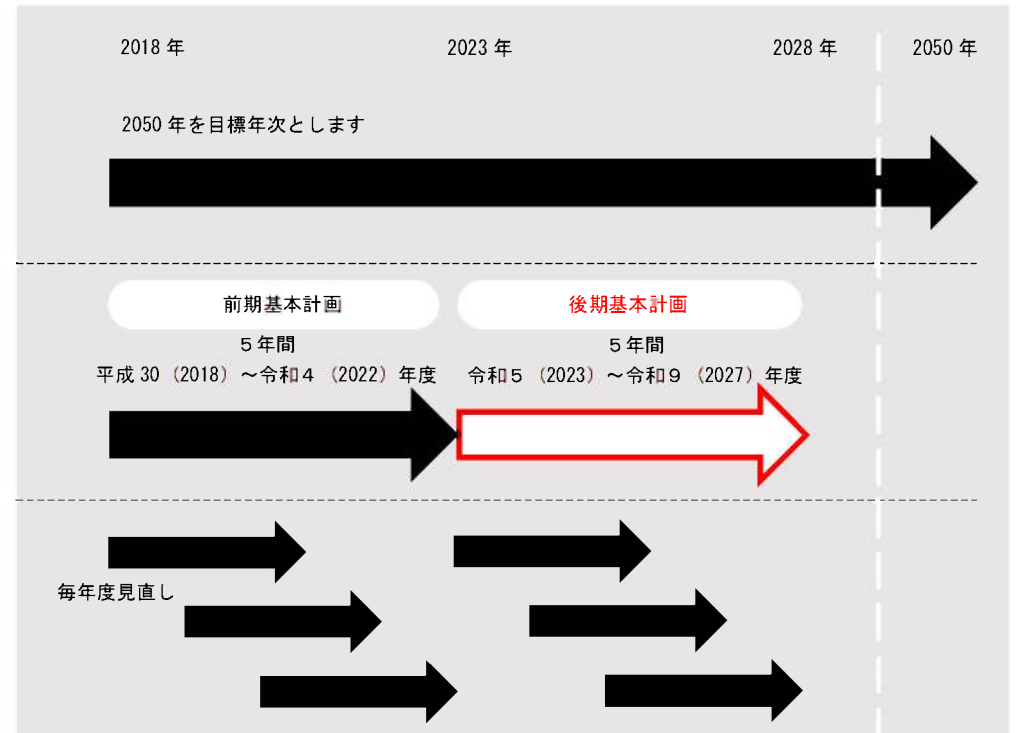 2018 年
2023 年
2028 年
2050 年
2050 年を目標年次とします
前期基本計画
後期基本計画
5年間
5年間
平成 30（2018）～令和4（2022）年度
令和5（2023）～令和9（2027）年度
毎年度見直し